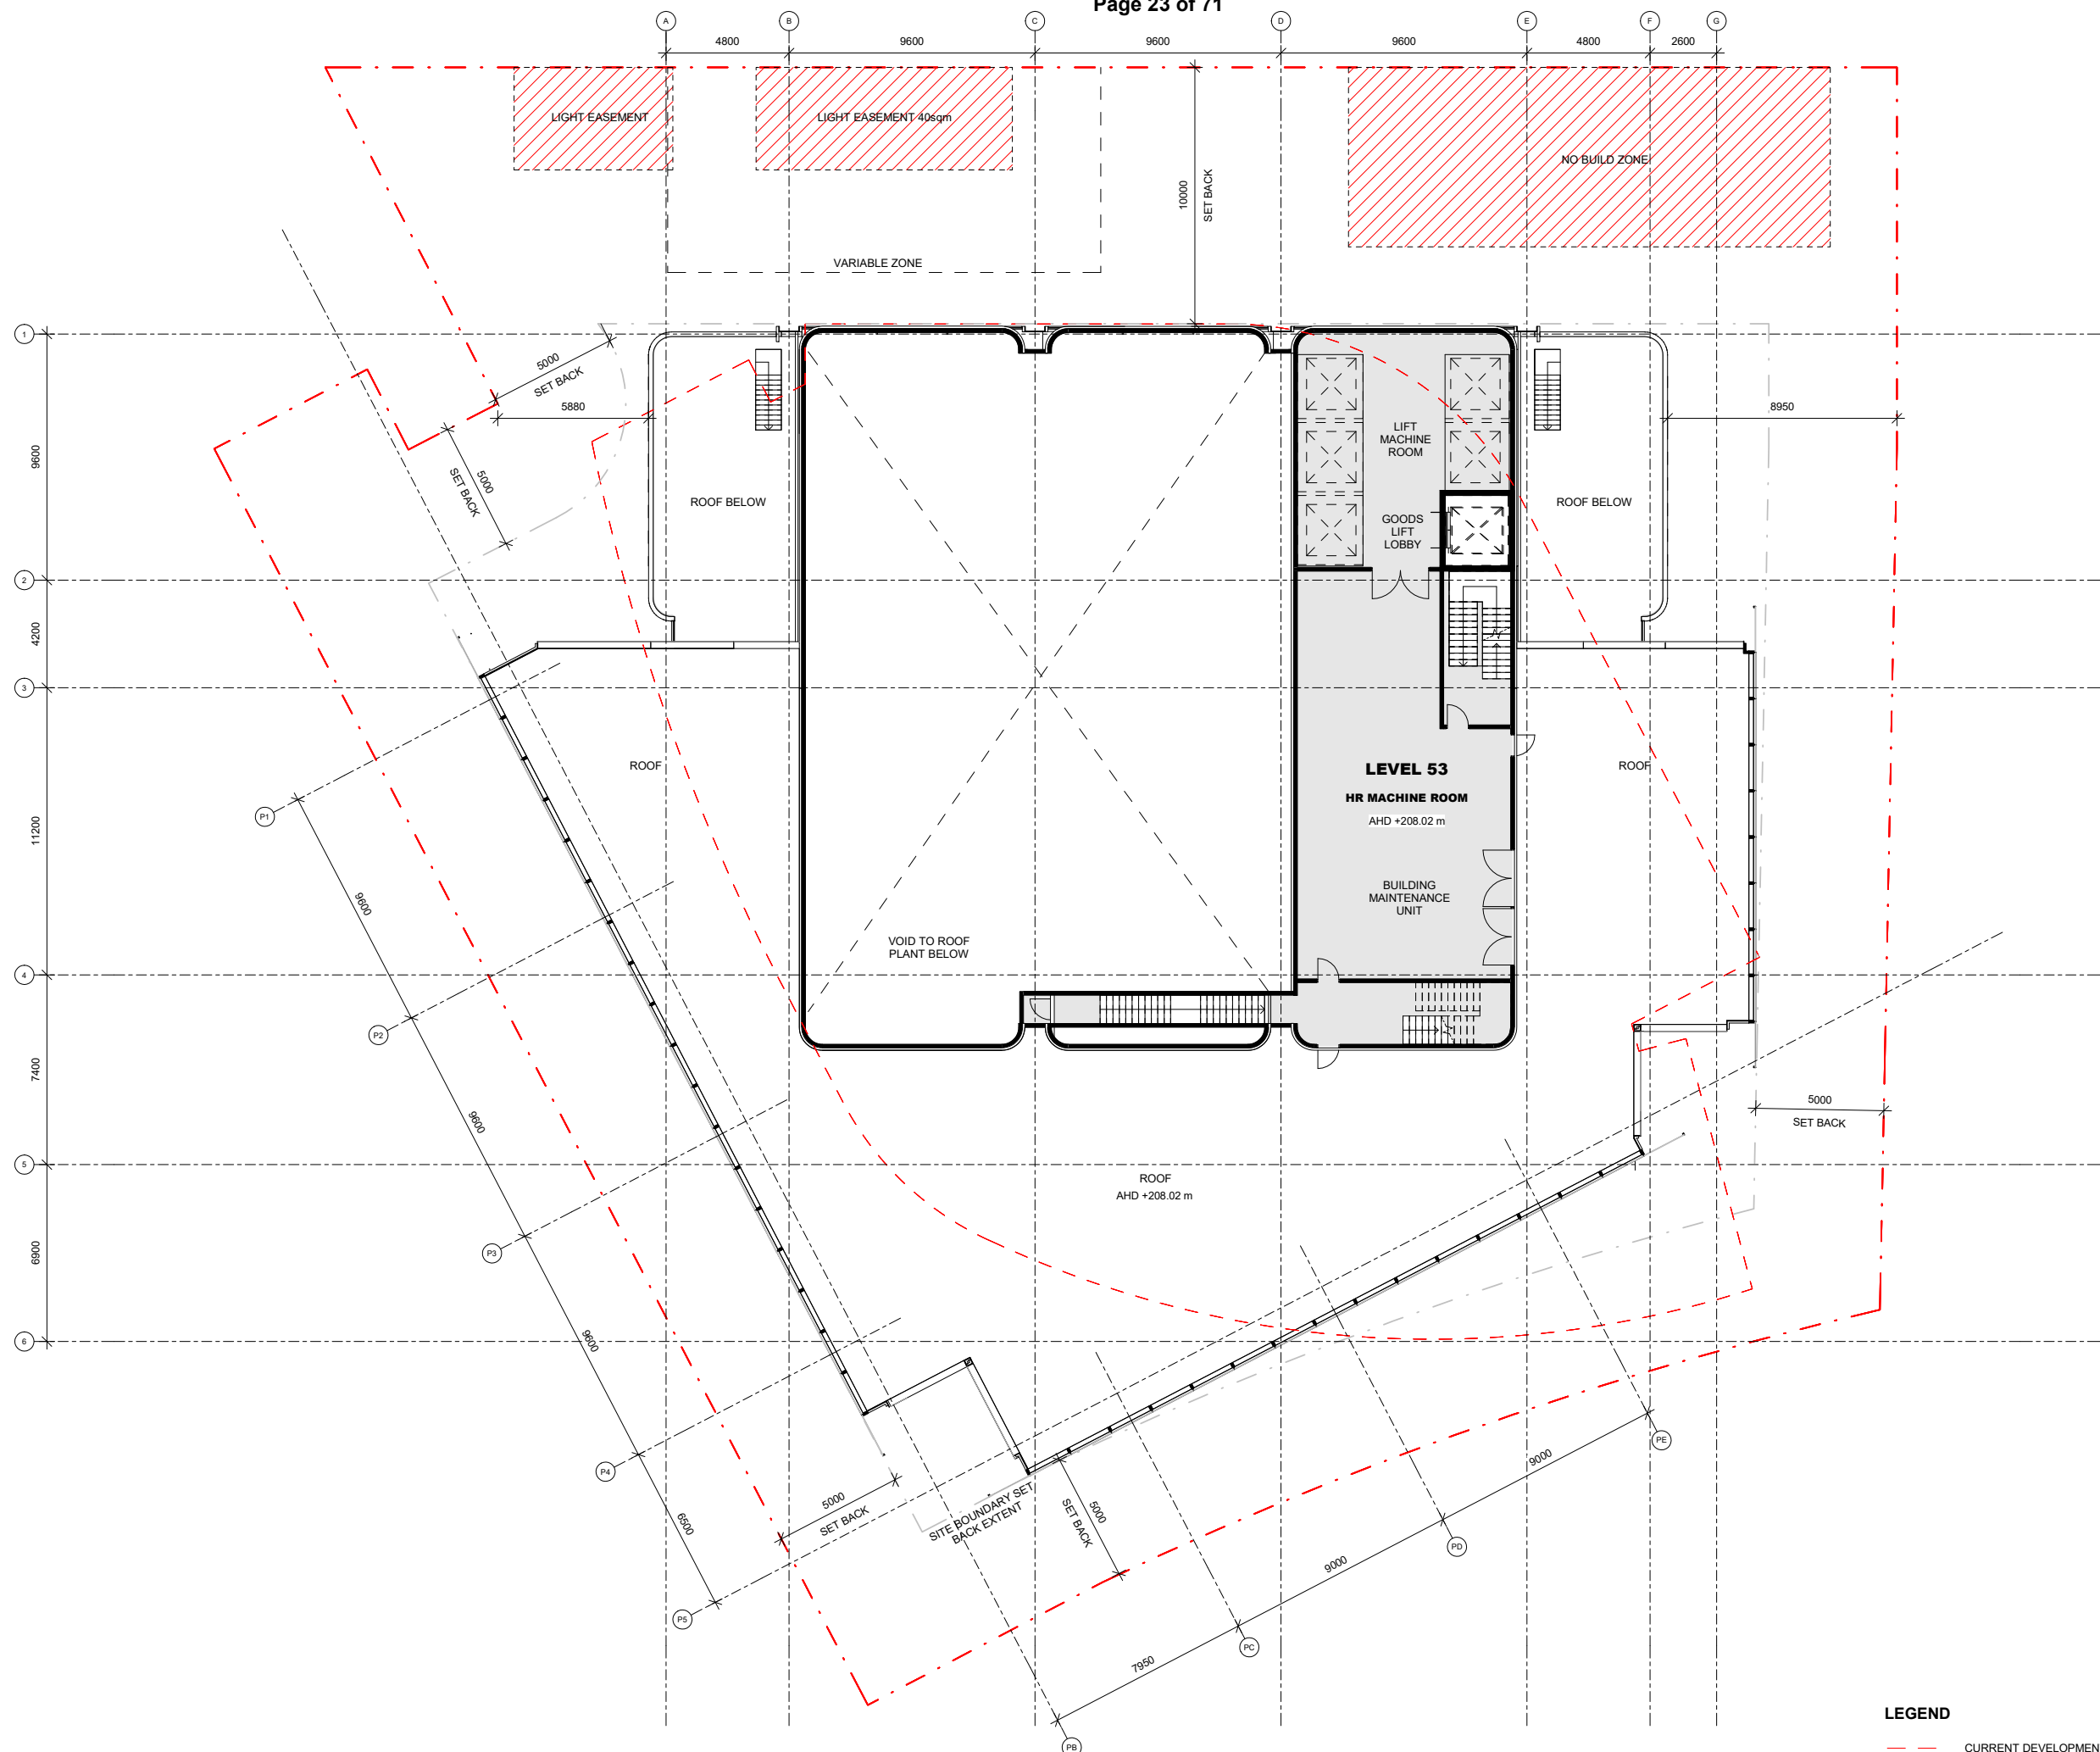 Page 23 of 71
A
B
C
D
E
F
G
4800
9600
9600
9600
4800
2600
LIGHT EASEMENT
LIGHT EASEMENT 40sqm
NO BUILD ZONE
10000
SET BACK
VARIABLE ZONE
1
5000
SET BACK
5880
8950
9600
5000
SET BACK
LIFT
MACHINE
ROOM
ROOF BELOW
ROOF BELOW
GOODS
LIFT
LOBBY
2
4200
3
ROOF
ROOF
LEVEL 53
HR MACHINE ROOM
AHD +208.02 m
P1
11200
9600
BUILDING
MAINTENANCE
UNIT
VOID TO ROOF
PLANT BELOW
4
P2
7400
9600
5000
SET BACK
5
ROOF
AHD +208.02 m
P3
6900
9600
6
P4
PE
9000
5000
SET BACK
SITE BOUNDARY SET
BACK EXTENT
5000
SET BACK
6500
PD
9000
P5
PC
7950
PB
LEGEND
CURRENT DEVELOPMEN